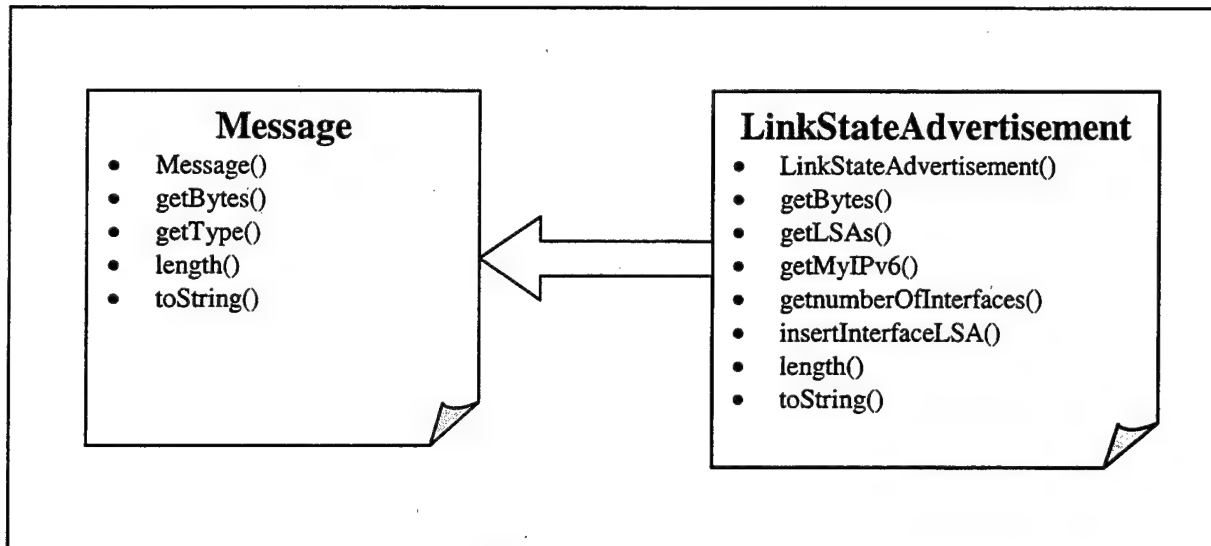 Message
• Message()
• getBytes()
• getType()
• length()
• toString()
LinkStateAdvertisement
• LinkStateAdvertisement()
• getBytes()
• getLSAs()
• getMyIPv6()
• getnumberOfInterfaces()
• insertInterfaceLSA()
• length()
• toString()